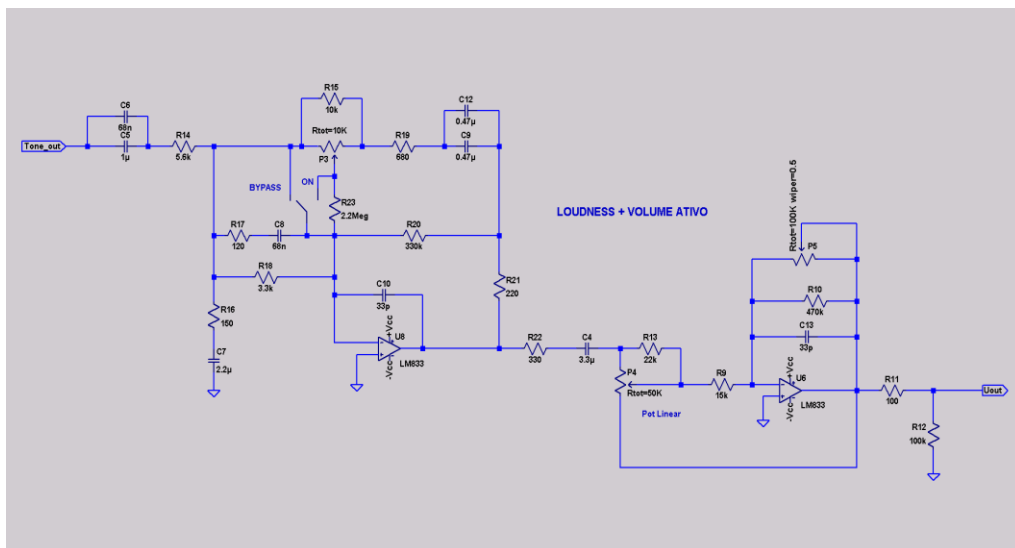 R15
10k
C6
68n
C5
1µ
C12
0.47µ
Rtot=10K
R14
5.6k
R19
680
C9
0.47µ
Tone_out
P3
BYPASS
ON
R23
2.2Meg
LOUDNESS + VOLUME ATIVO
Rtot=100K wiper=0.5
P5
R17
120
C8
68n
R20
330k
R18
3.3k
R21
220
C10
33p
R10
470k
R16
150
+Vcc
U8
-Vcc
LM833
R22
330
C4
3.3µ
R13
22k
C13
33p
C7
2.2µ
P4
Rtot=50K
R9
15k
+Vcc
U6
-Vcc
LM833
R11
100
Uout
Pot Linear
R12
100k